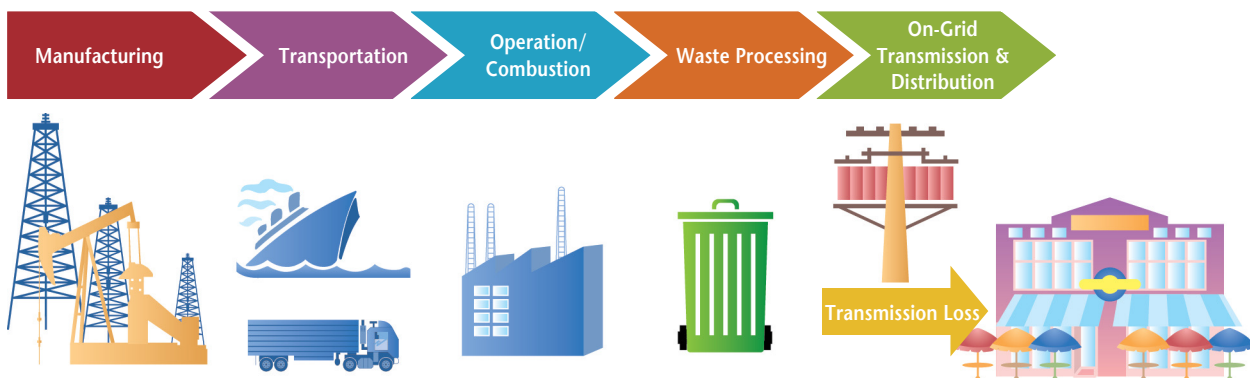 Manufacturing
Transportation
Operation/
Combustion
Waste Processing
On-Grid
Transmission &
Distribution
Transmission Loss